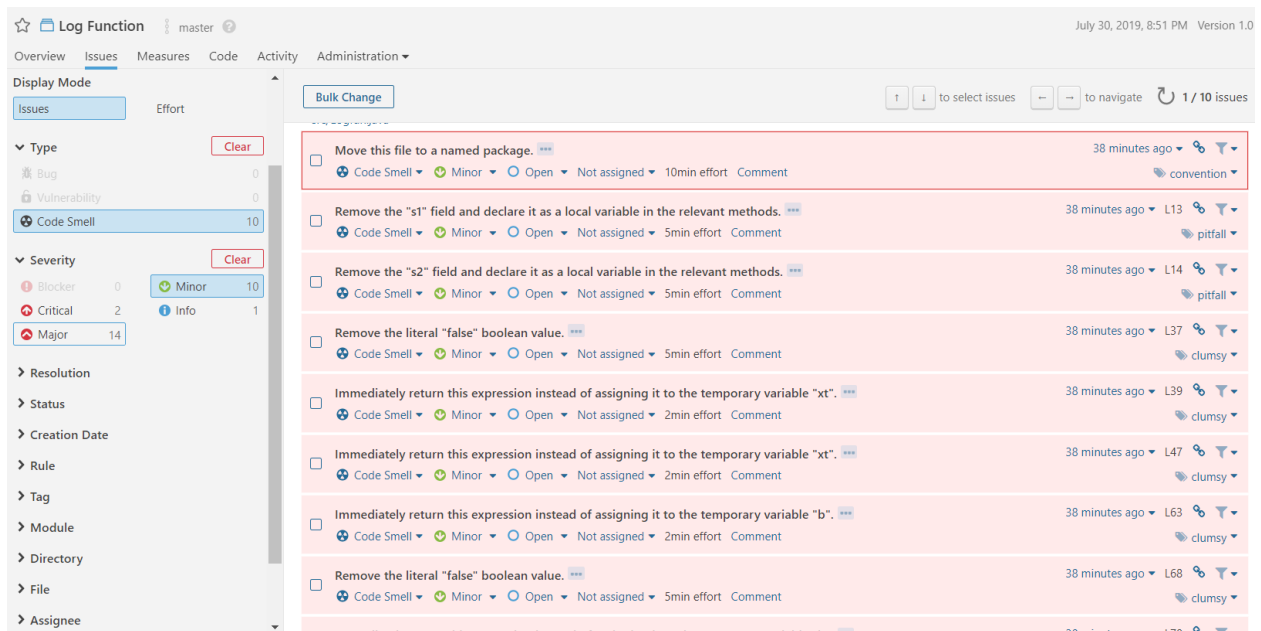 Log Function master ? July 30, 2019, 8:51 PM Version 1.0
Overview Issues Measures Code Activity Administration
Display Mode
Issues Effort
Type Clear
Bug 0
Vulnerability 0
Code Smell 10
Severity Clear
Blocker 0 Minor 10
Critical 2 Info 1
Major 14
Resolution
Status
Creation Date
Rule
Tag
Module
Directory
File
Assignee
Bulk Change ↑ ↓ to select issues ← → to navigate 1 / 10 issues
Move this file to a named package. 38 minutes ago
Code Smell Minor Open Not assigned 10min effort Comment convention
Remove the "s1" field and declare it as a local variable in the relevant methods. 38 minutes ago L13
Code Smell Minor Open Not assigned 5min effort Comment pitfall
Remove the "s2" field and declare it as a local variable in the relevant methods. 38 minutes ago L14
Code Smell Minor Open Not assigned 5min effort Comment pitfall
Remove the literal "false" boolean value. 38 minutes ago L37
Code Smell Minor Open Not assigned 5min effort Comment clumsy
Immediately return this expression instead of assigning it to the temporary variable "xt". 38 minutes ago L39
Code Smell Minor Open Not assigned 2min effort Comment clumsy
Immediately return this expression instead of assigning it to the temporary variable "xt". 38 minutes ago L47
Code Smell Minor Open Not assigned 2min effort Comment clumsy
Immediately return this expression instead of assigning it to the temporary variable "b". 38 minutes ago L63
Code Smell Minor Open Not assigned 2min effort Comment clumsy
Remove the literal "false" boolean value. 38 minutes ago L68
Code Smell Minor Open Not assigned 5min effort Comment clumsy